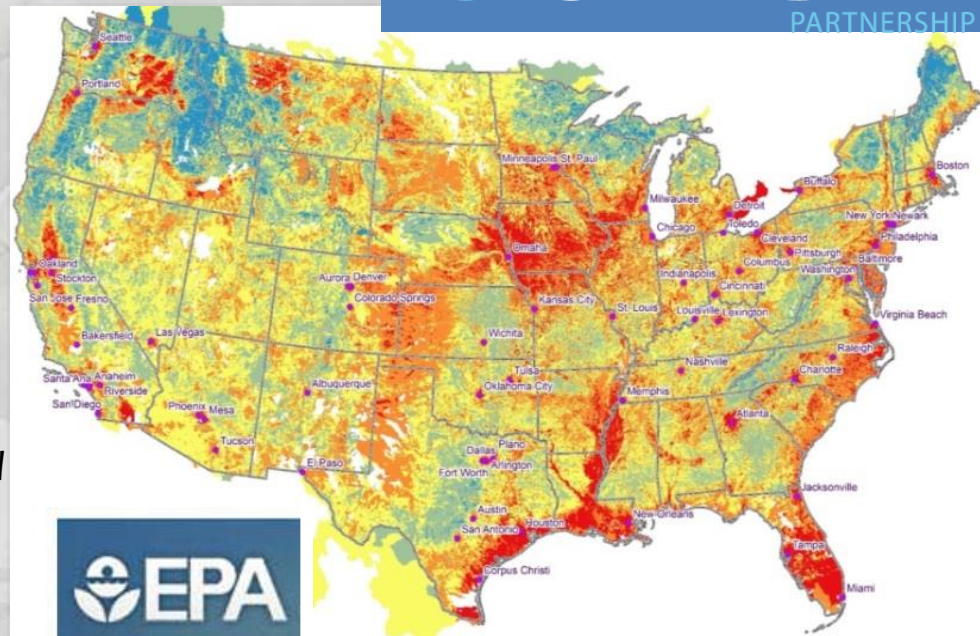 PARTNERSHIP
Seattle
Portland
Minneapolis St. Paul
Boston
Buffalo
Milwaukee
Detroit
Chicago
Toledo
New York Newark
Cleveland
Philadelphia
Omaha
Pittsburgh
Columbus
Baltimore
Oakland
Indianapolis
Washington
Stockton
Aurora Denver
Cincinnati
San Jose Fresno
Colorado Springs
Kansas City
St. Louis
Louisville Lexington
Virginia Beach
Bakersfield
Las Vegas
Wichita
Raleigh
Nashville
Tulsa
Charlotte
Santa Ana Anaheim
Riverside
Albuquerque
Oklahoma City
Memphis
San Diego
Phoenix Mesa
Atlanta
Tucson
Plano
Dallas
El Paso
Arlington
Fort Worth
Jacksonville
Austin
New Orleans
Houston
San Antonio
Tampa
Corpus Christi
Miami
EPA